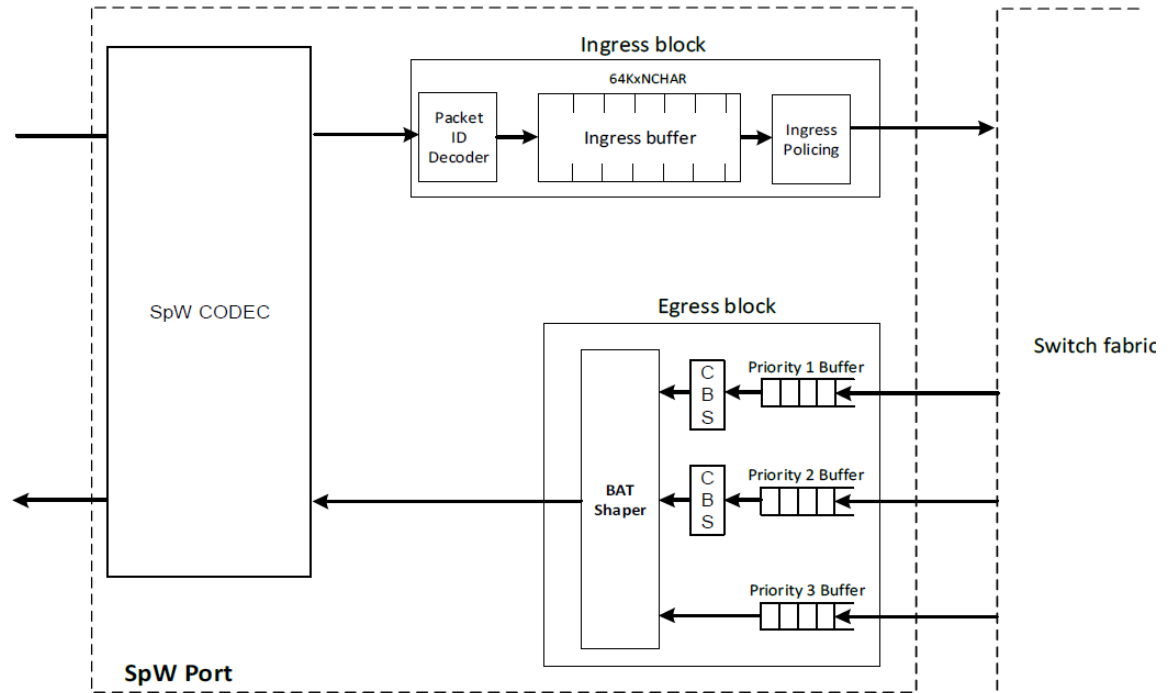 Ingress block
64KxNCHAR
Packet
ID
Decoder
Ingress buffer
Ingress
Policing
SpW CODEC
Egress block
Switch fabric
C
B
S
Priority 1 Buffer
BAT
Shaper
C
B
S
Priority 2 Buffer
Priority 3 Buffer
SpW Port